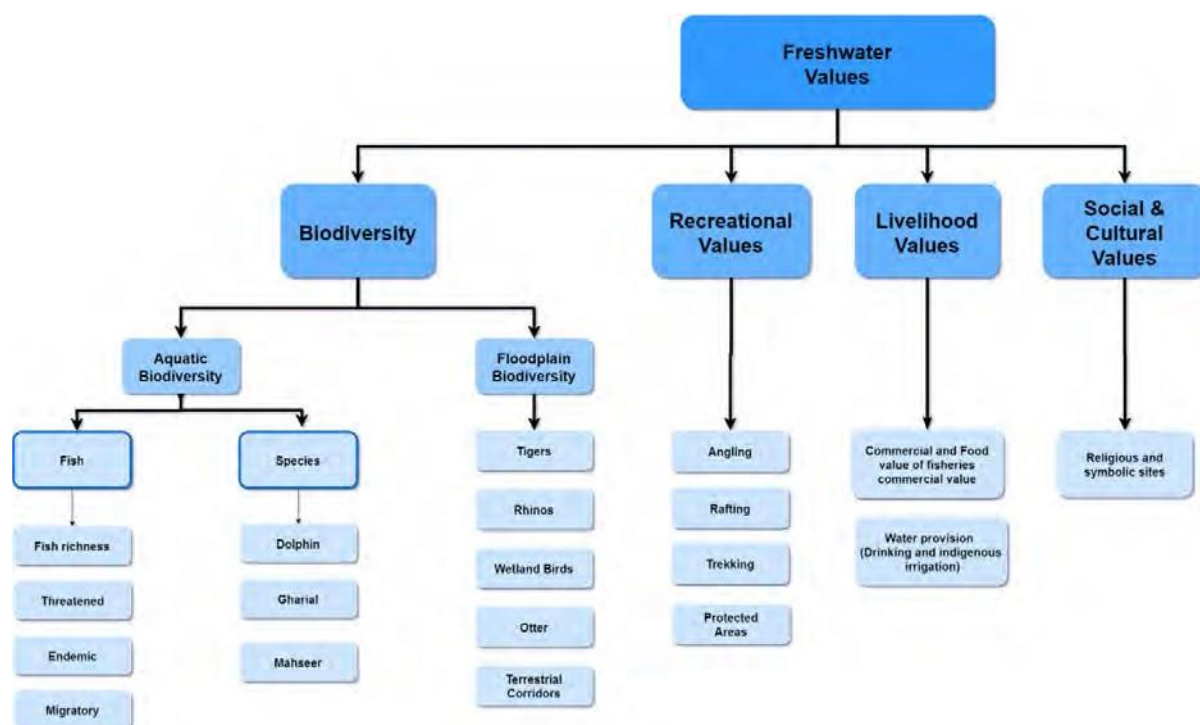 Freshwater
Values
Biodiversity
Recreational
Values
Livelihood
Values
Social &
Cultural
Values
Aquatic
Biodiversity
Floodplain
Biodiversity
Fish
Species
Tigers
Angling
Commercial and Food
value of fisheries
commercial value
Religious and
symbolic sites
Fish richness
Dolphin
Rhinos
Rafting
Water provision
(Drinking and indigenous
irrigation)
Threatened
Gharial
Wetland Birds
Trekking
Endemic
Mahseer
Otter
Protected
Areas
Migratory
Terrestrial
Corridors